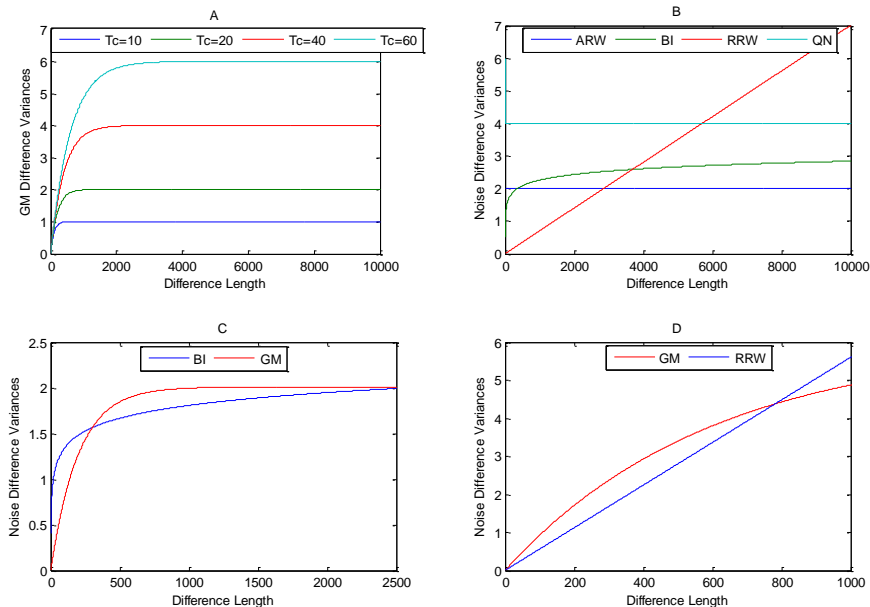 A
GM Difference Variances
7
6
5
4
3
2
1
0
Tc=10 Tc=20 Tc=40 Tc=60
0 2000 4000 6000 8000 10000
Difference Length
B
Noise Difference Variances
7
6
5
4
3
2
1
0
ARW BI RRW QN
0 2000 4000 6000 8000 10000
Difference Length
C
Noise Difference Variances
2.5
2
1.5
1
0.5
0
BI GM
0 500 1000 1500 2000 2500
Difference Length
D
Noise Difference Variances
6
5
4
3
2
1
0
GM RRW
0 200 400 600 800 1000
Difference Length